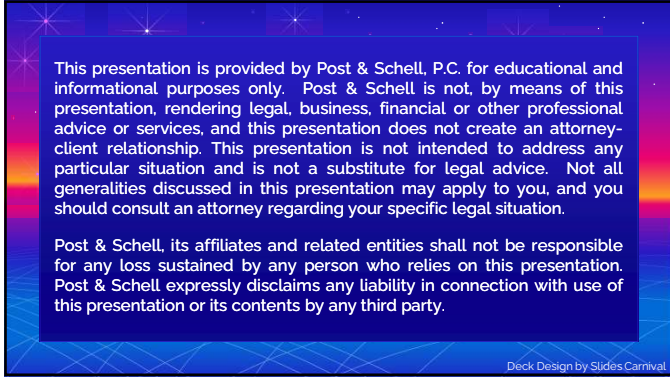 This presentation is provided by Post & Schell, P.C. for educational and
informational purposes only.  Post & Schell is not, by means of this
presentation, rendering legal, business, financial or other professional
advice or services, and this presentation does not create an attorney-
client relationship. This presentation is not intended to address any
particular situation and is not a substitute for legal advice.  Not all
generalities discussed in this presentation may apply to you, and you
should consult an attorney regarding your specific legal situation.
Post & Schell, its affiliates and related entities shall not be responsible
for any loss sustained by any person who relies on this presentation.
Post & Schell expressly disclaims any liability in connection with use of
this presentation or its contents by any third party.
Deck Design by Slides Carnival